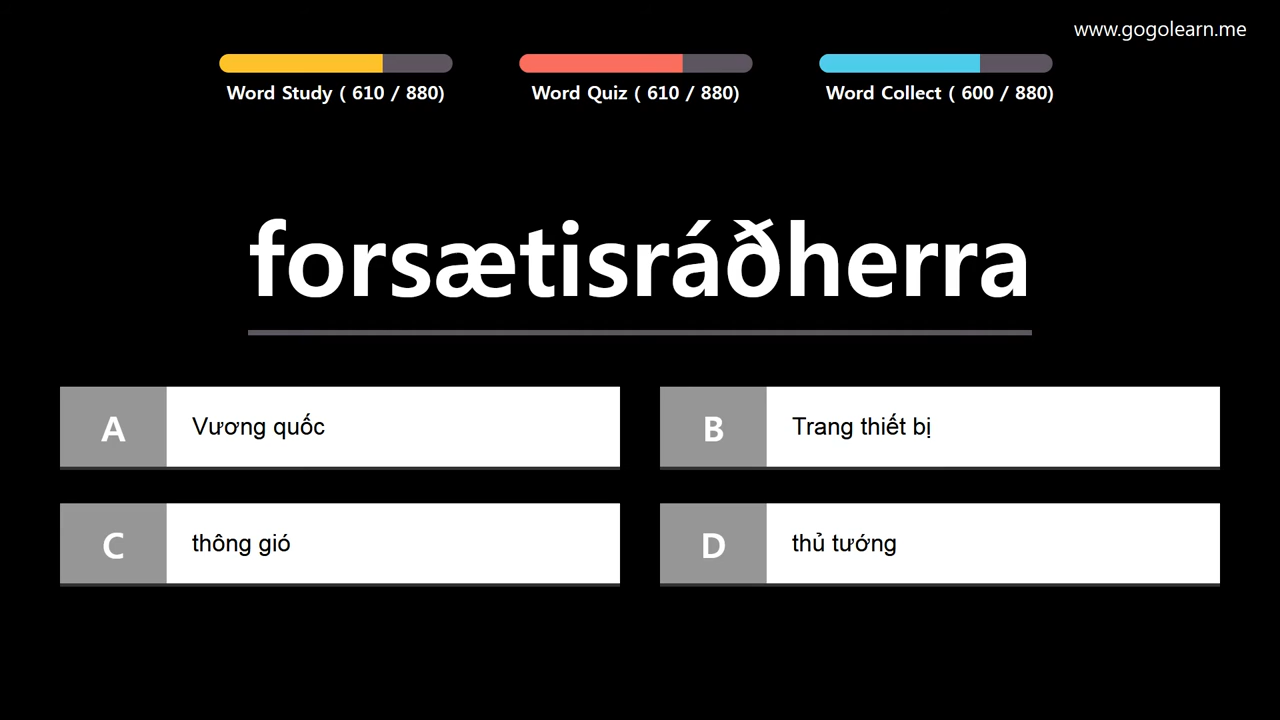 www.gogolearn.me
Word Study ( 610 / 880)
Word Quiz ( 610 / 880)
Word Collect ( 600 / 880)
forsætisráðherra
A Vương quốc
B Trang thiết bị
C thông gió
D thủ tướng